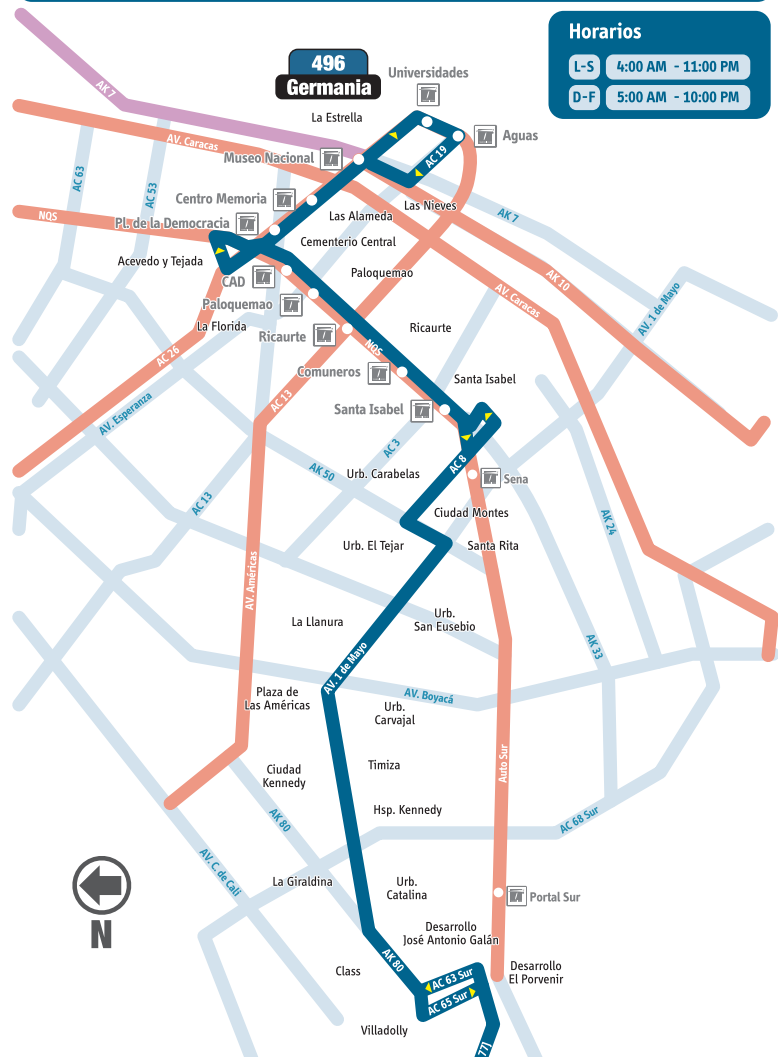 Horarios
L-S 4:00 AM - 11:00 PM
D-F 5:00 AM - 10:00 PM
496
Germania
Universidades
AK 7
La Estrella
Aguas
AV. Caracas
AC 19
Museo Nacional
AC 63
AC 53
Centro Memoria
Las Nieves
NQS
Las Alameda
AK 7
Pl. de la Democracia
Cementerio Central
Acevedo y Tejada
Paloquemao
AK 10
CAD
AV. Caracas
AV. 1 de Mayo
Paloquemao
La Florida
Ricaurte
Ricaurte
NQS
AC 26
Comuneros
Santa Isabel
AC 13
AV. Esperanza
Santa Isabel
AC 3
AC 8
AK 50
Urb. Carabelas
Sena
AC 13
Ciudad Montes
AK 24
Urb. El Tejar
Santa Rita
AV. Américas
La Llanura
Urb.
San Eusebio
AK 33
AV. 1 de Mayo
Plaza de
Las Américas
AV. Boyacá
Urb.
Carvajal
Auto Sur
Timiza
Ciudad
Kennedy
Hsp. Kennedy
AK 80
AC 68 Sur
AV. C. de Cali
La Giraldina
Urb.
Catalina
Portal Sur
N
Desarrollo
José Antonio Galán
AK 80
Class
AC 63 Sur
Desarrollo
El Porvenir
AC 65 Sur
Villadolly
77)